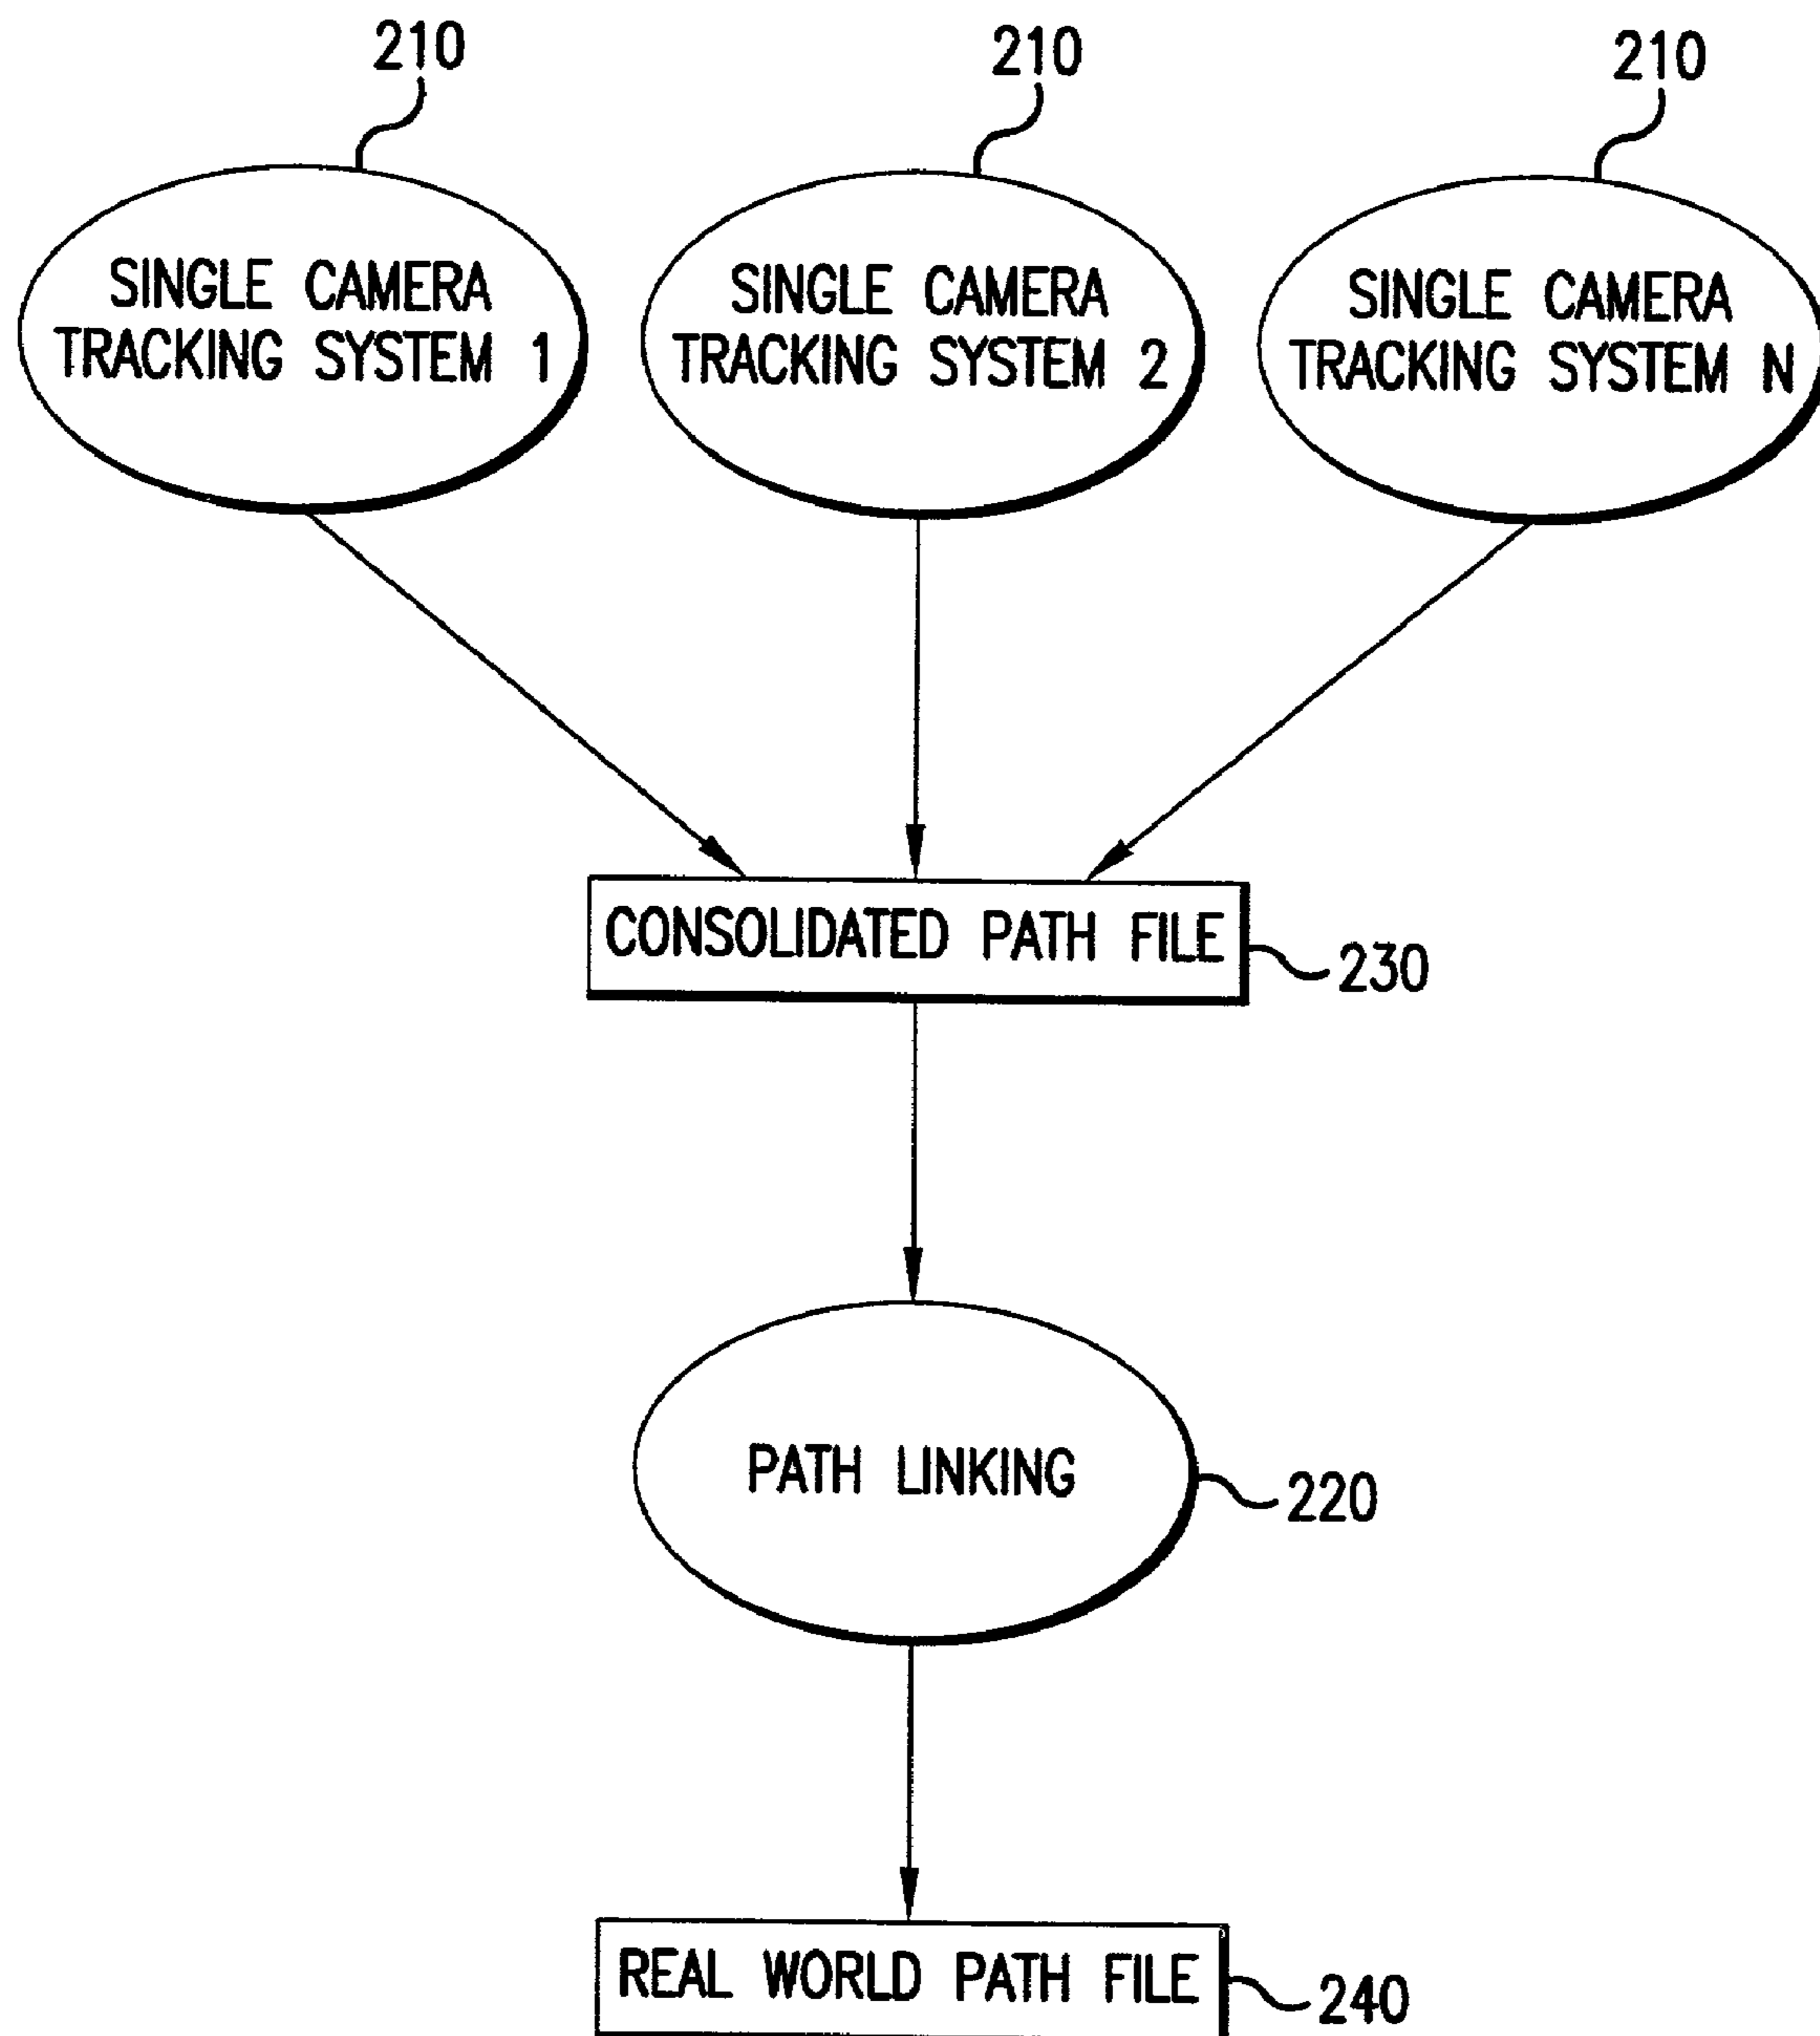 210
210
210
SINGLE CAMERA
TRACKING SYSTEM 1
SINGLE CAMERA
TRACKING SYSTEM 2
SINGLE CAMERA
TRACKING SYSTEM N
CONSOLIDATED PATH FILE
230
PATH LINKING
220
REAL WORLD PATH FILE
240